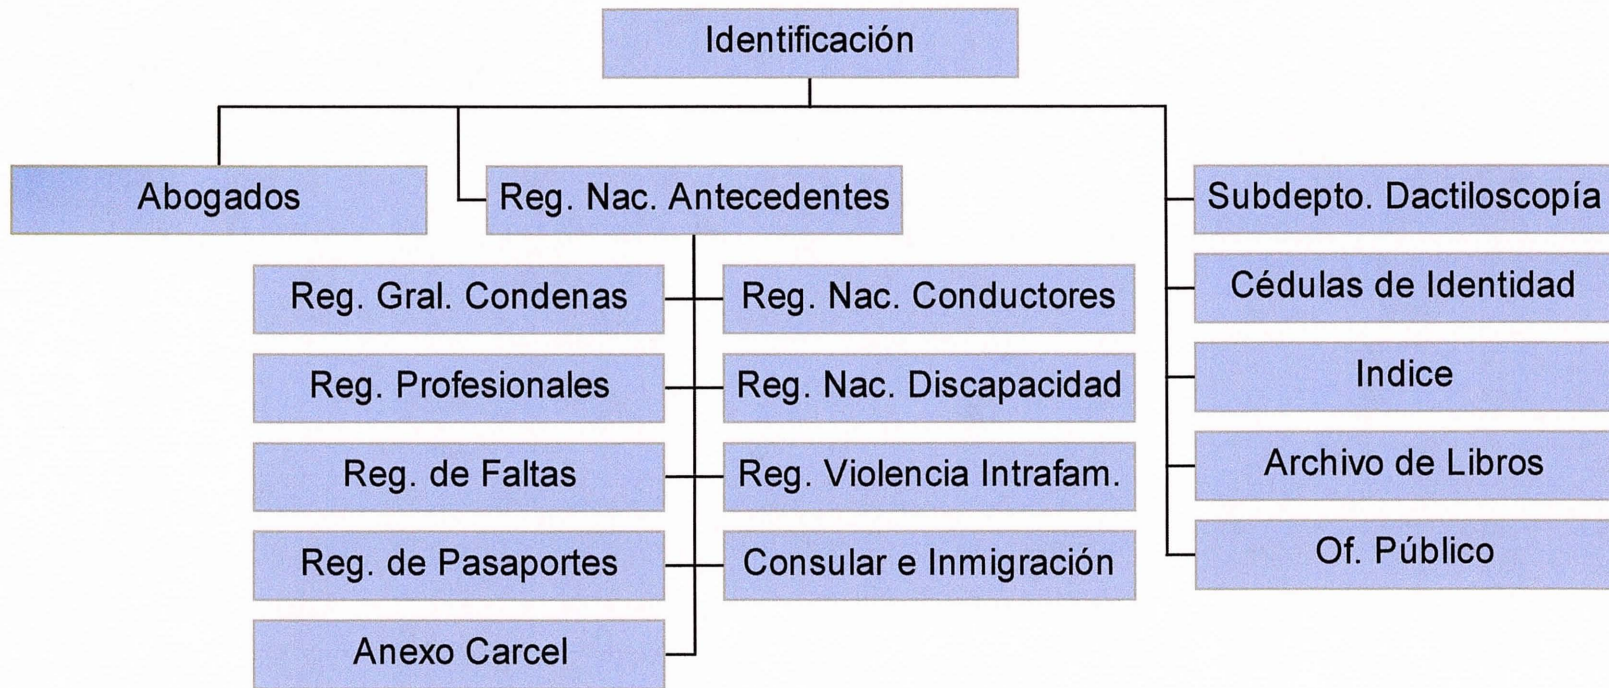 Identificación
Abogados
Reg. Nac. Antecedentes
Subdepto. Dactiloscopía
Reg. Gral. Condenas
Reg. Nac. Conductores
Cédulas de Identidad
Reg. Profesionales
Reg. Nac. Discapacidad
Indice
Reg. de Faltas
Reg. Violencia Intrafam.
Archivo de Libros
Reg. de Pasaportes
Consular e Inmigración
Of. Público
Anexo Carcel